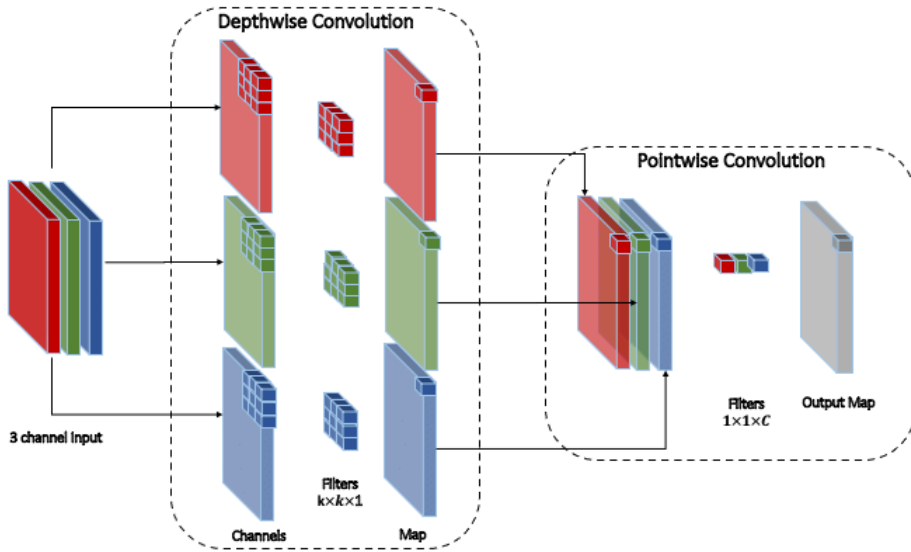 Depthwise Convolution
Pointwise Convolution
3 channel input
Channels
Filters
k×k×1
Map
Filters
1×1×C
Output Map